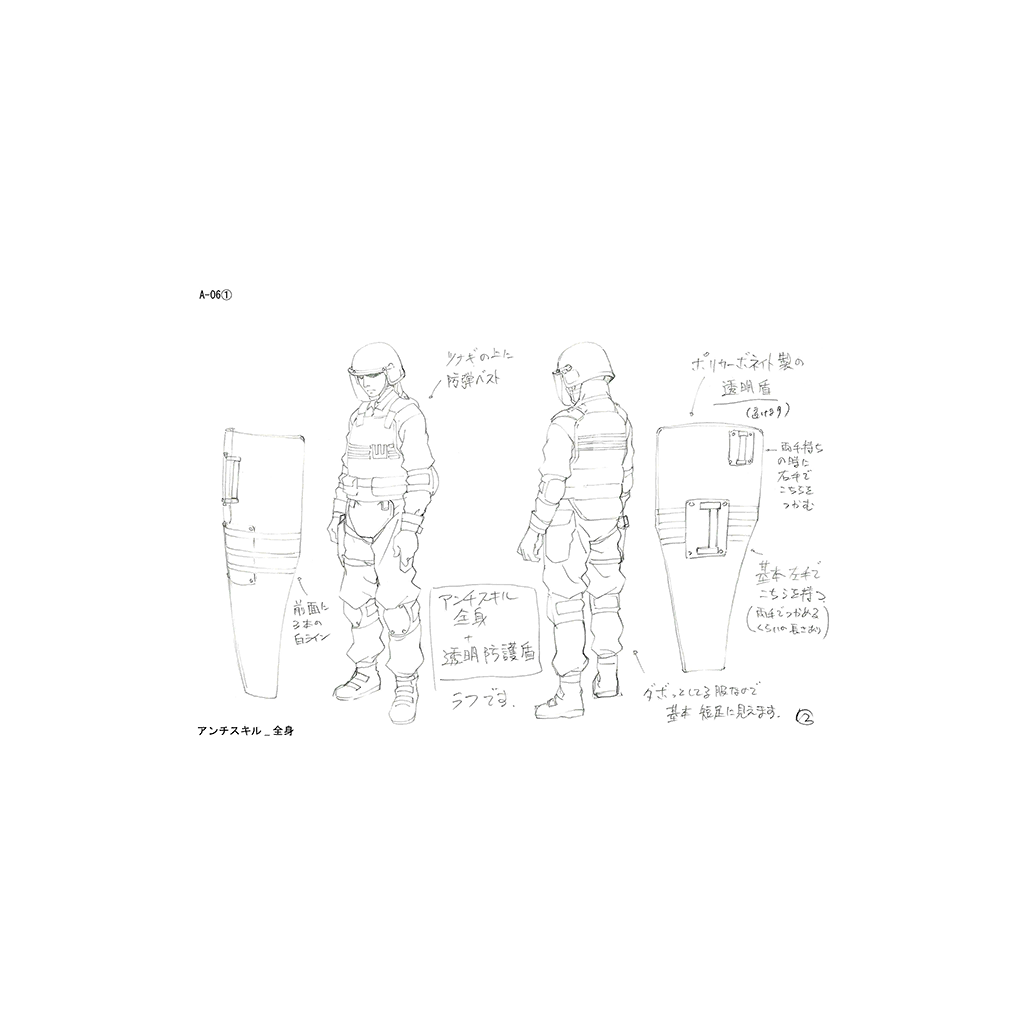 A-06①
ツナギの上に
防弾ベスト
ポリカーボネイト製の
透明盾
(透けます)
両手持ち
の時に
右手で
こちらを
つかむ
基本左手で
こちらを持つ
(両手でつかめる
くらいの長さあり)
前面に
3本の
白ライン
アンチスキル
全身
+
透明防護盾
ラフです.
ダボっとしてる服なので
基本 短足に見えます.
②
アンチスキル_全身